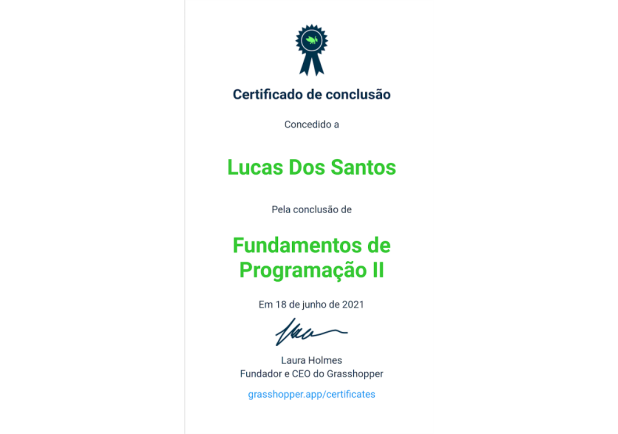 Certificado de conclusão
Concedido a
Lucas Dos Santos
Pela conclusão de
Fundamentos de
Programação II
Em 18 de junho de 2021
Laura Holmes
Fundador e CEO do Grasshopper
grasshopper.app/certificates